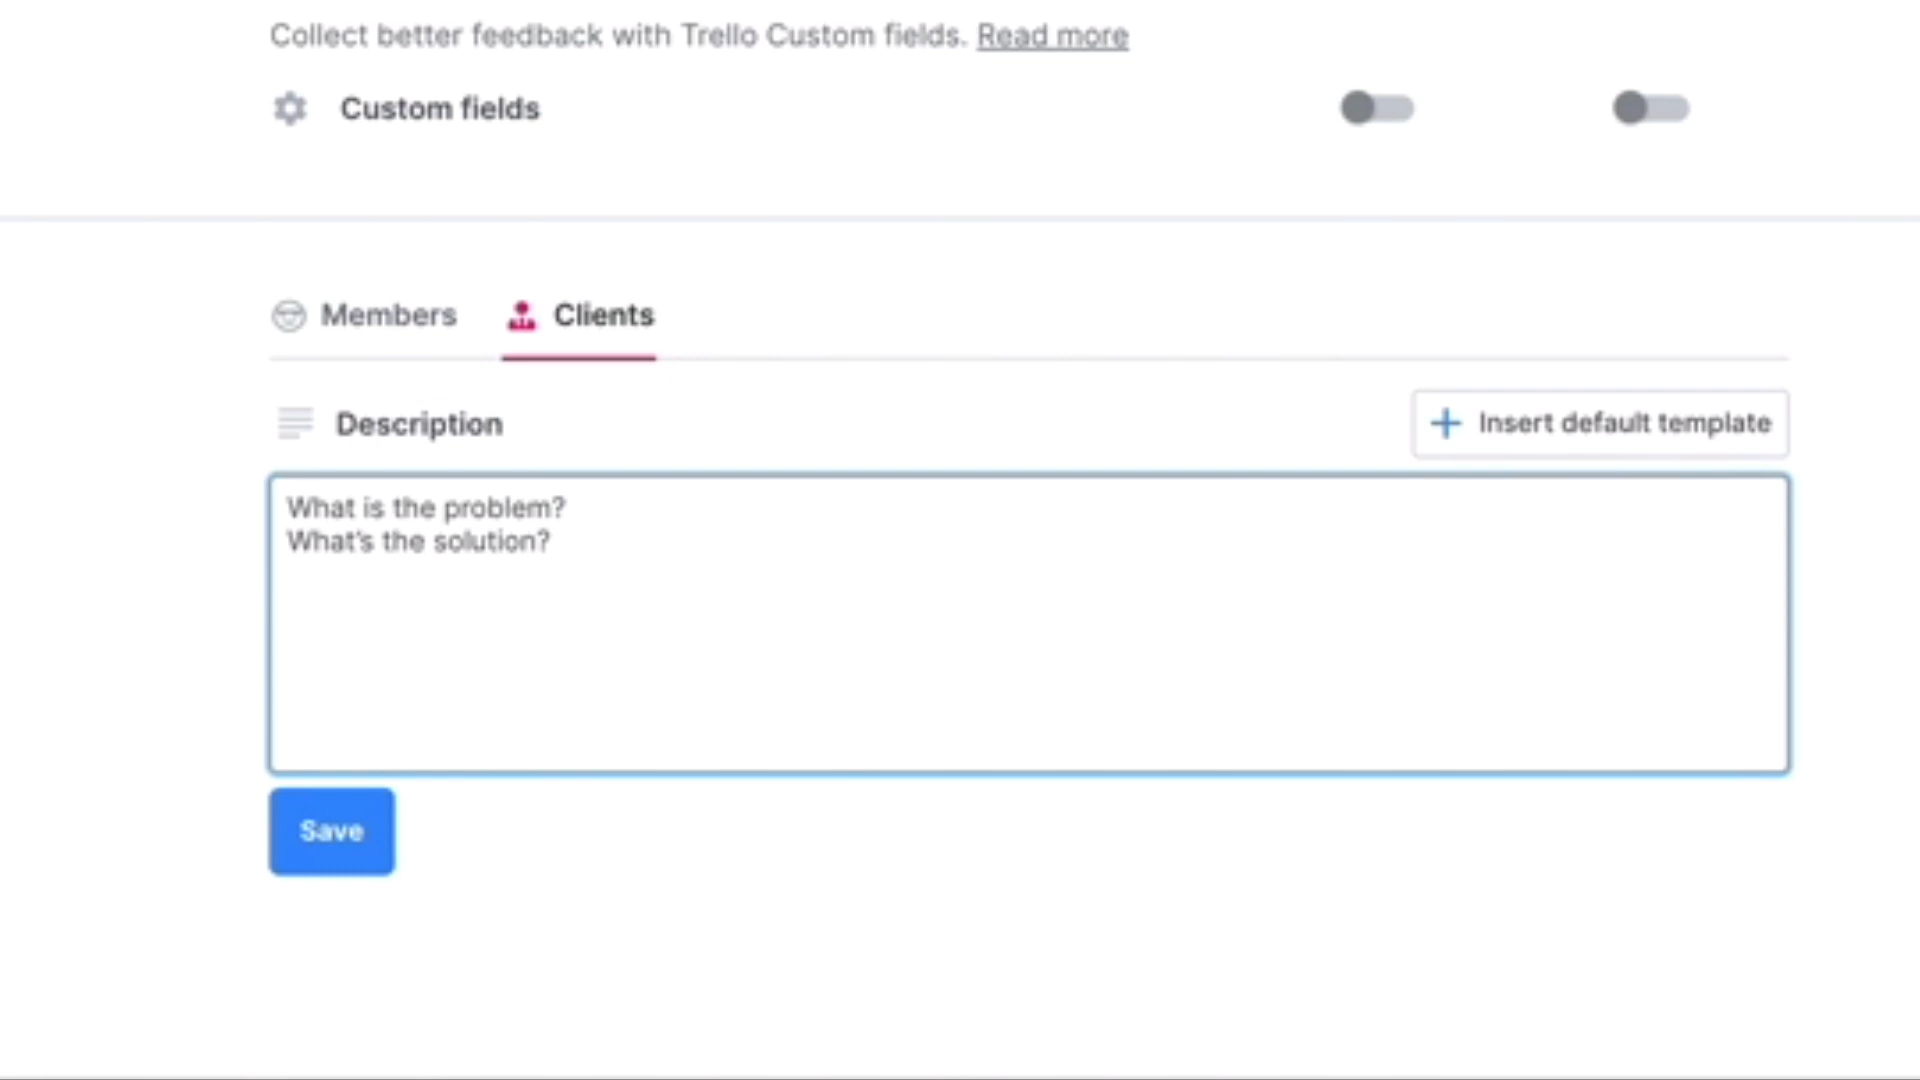 Collect better feedback with Trello Custom fields. Read more
Custom fields
Members Clients
Description
Insert default template
What is the problem?
What's the solution?
Save